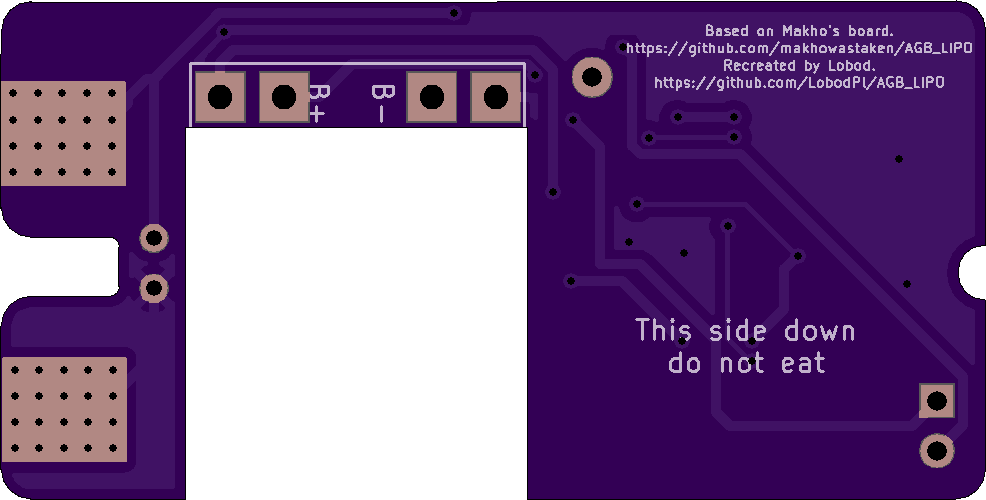 Based on Makho's board.
https://github.com/makhowastaken/AGB_LIPO
Recreated by Lobod.
https://github.com/LobodPl/AGB_LIPO
B+
B-
This side down
do not eat